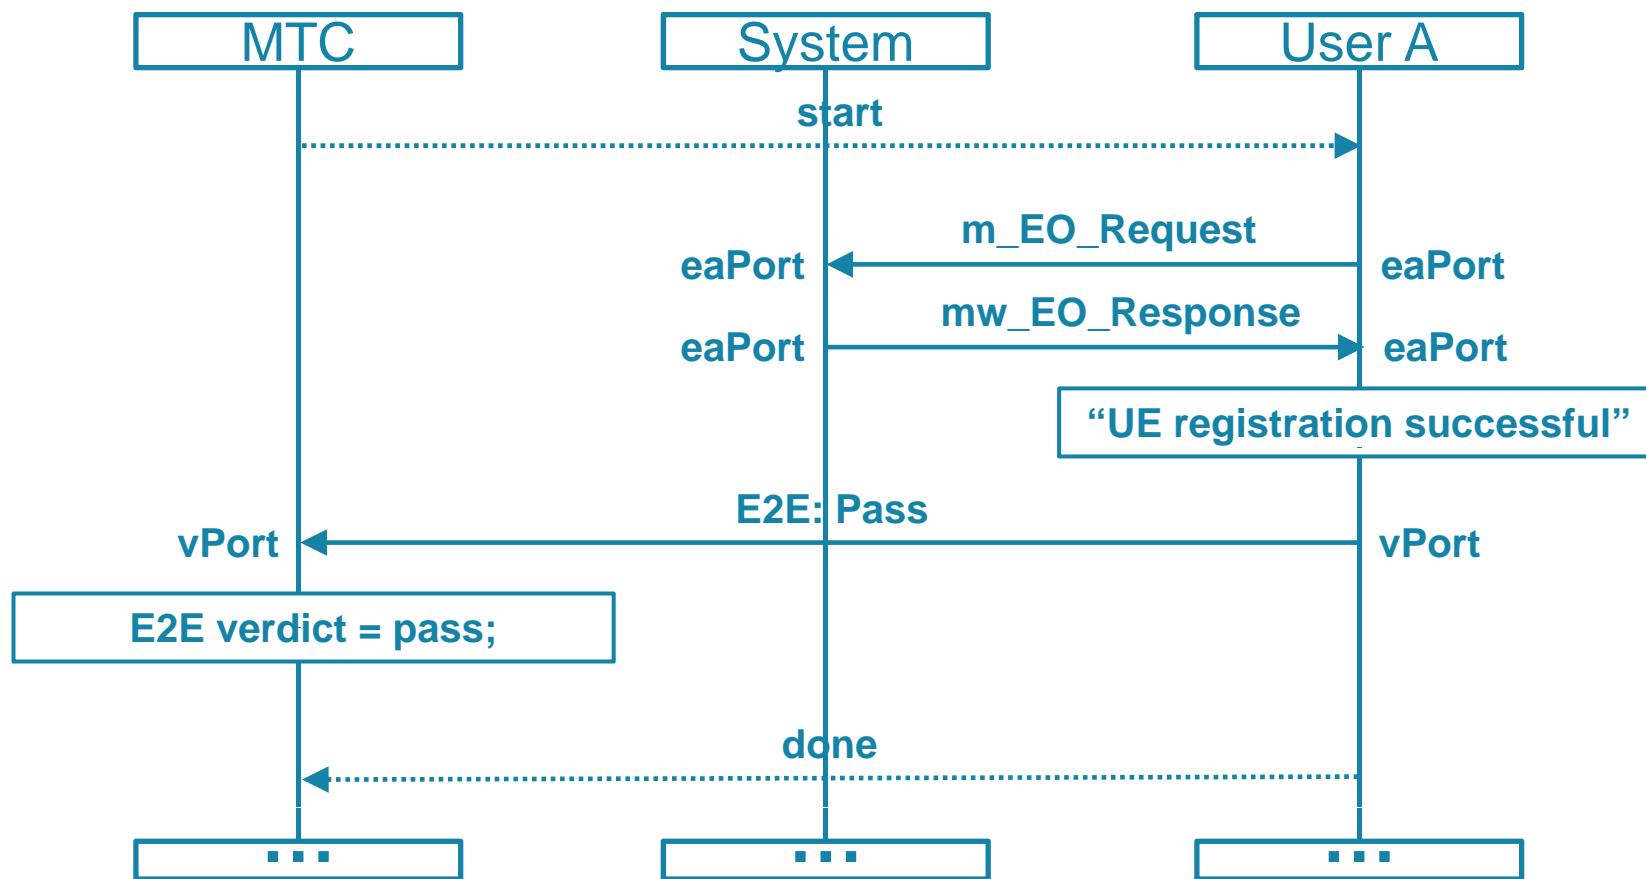 MTC
System
User A
start
m_EO_Request
eaPort
eaPort
mw_EO_Response
eaPort
eaPort
“UE registration successful”
E2E: Pass
vPort
vPort
E2E verdict = pass;
done
...
...
...